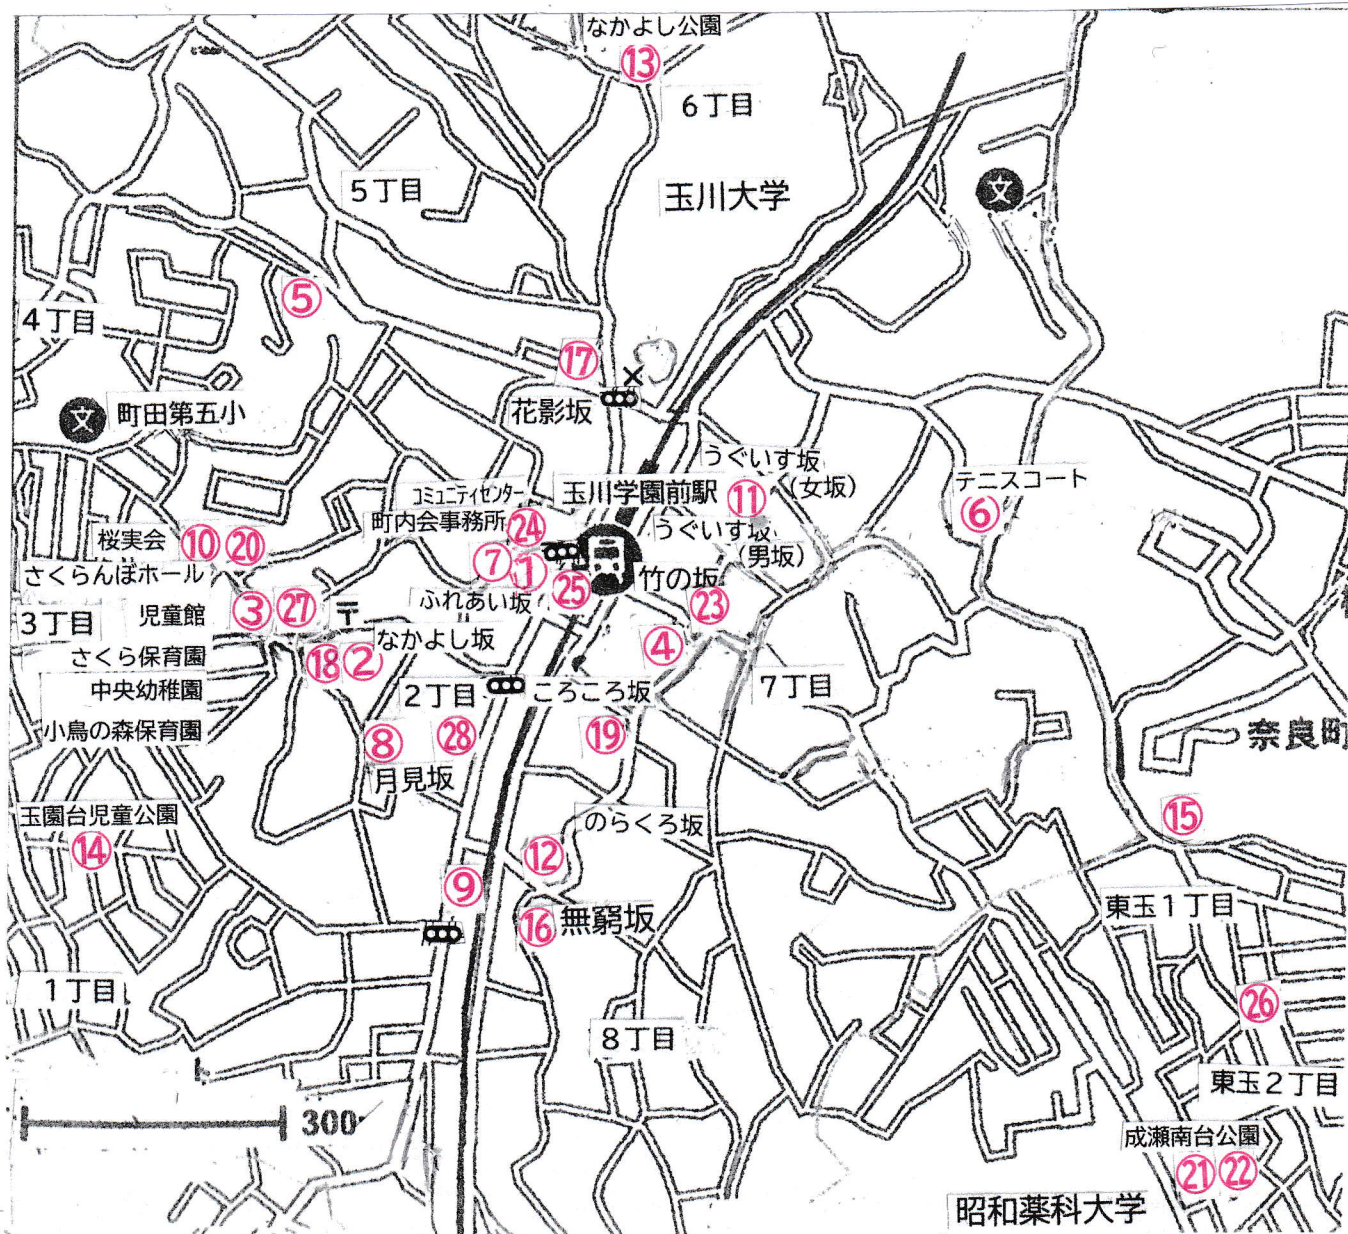 なかよし公園
⑬
6丁目
5丁目
玉川大学
文
⑤
4丁目
⑰
花影坂
文
町田第五小
うぐいす坂
(女坂)
⑪
コミュニティセンター
玉川学園前駅
テニスコート
⑥
町内会事務所
㉔
うぐいす坂
(男坂)
桜実会
⑩ ⑳
⑦ ①
さくらんぼホール
㉕
竹の坂
ふれあい坂
㉓
児童館
③ ㉗
〒
3丁目
なかよし坂
④
さくら保育園
⑱ ②
中央幼稚園
2丁目
ころころ坂
7丁目
小鳥の森保育園
⑧
㉘
⑲
奈良町
月見坂
玉園台児童公園
のらくろ坂
⑮
⑭
⑫
⑨
東玉1丁目
⑯
無窮坂
1丁目
㉖
8丁目
東玉2丁目
300
成瀬南台公園
㉑ ㉒
昭和薬科大学